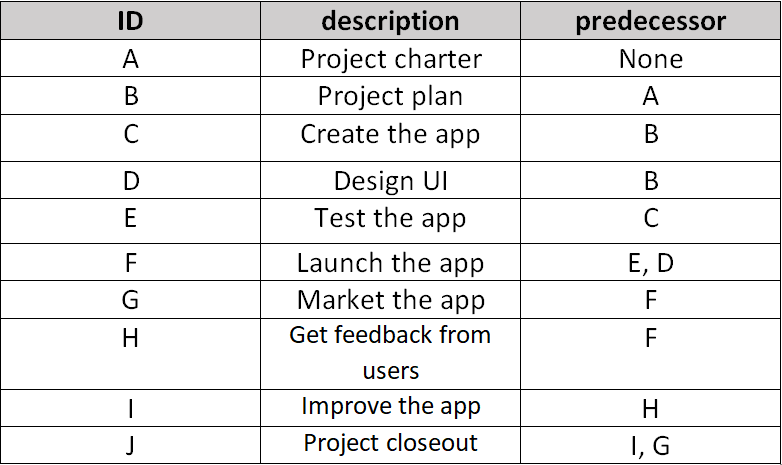 ID description predecessor
A Project charter None
B Project plan A
C Create the app B
D Design UI B
E Test the app C
F Launch the app E, D
G Market the app F
H Get feedback from F
users
I Improve the app H
J Project closeout I, G